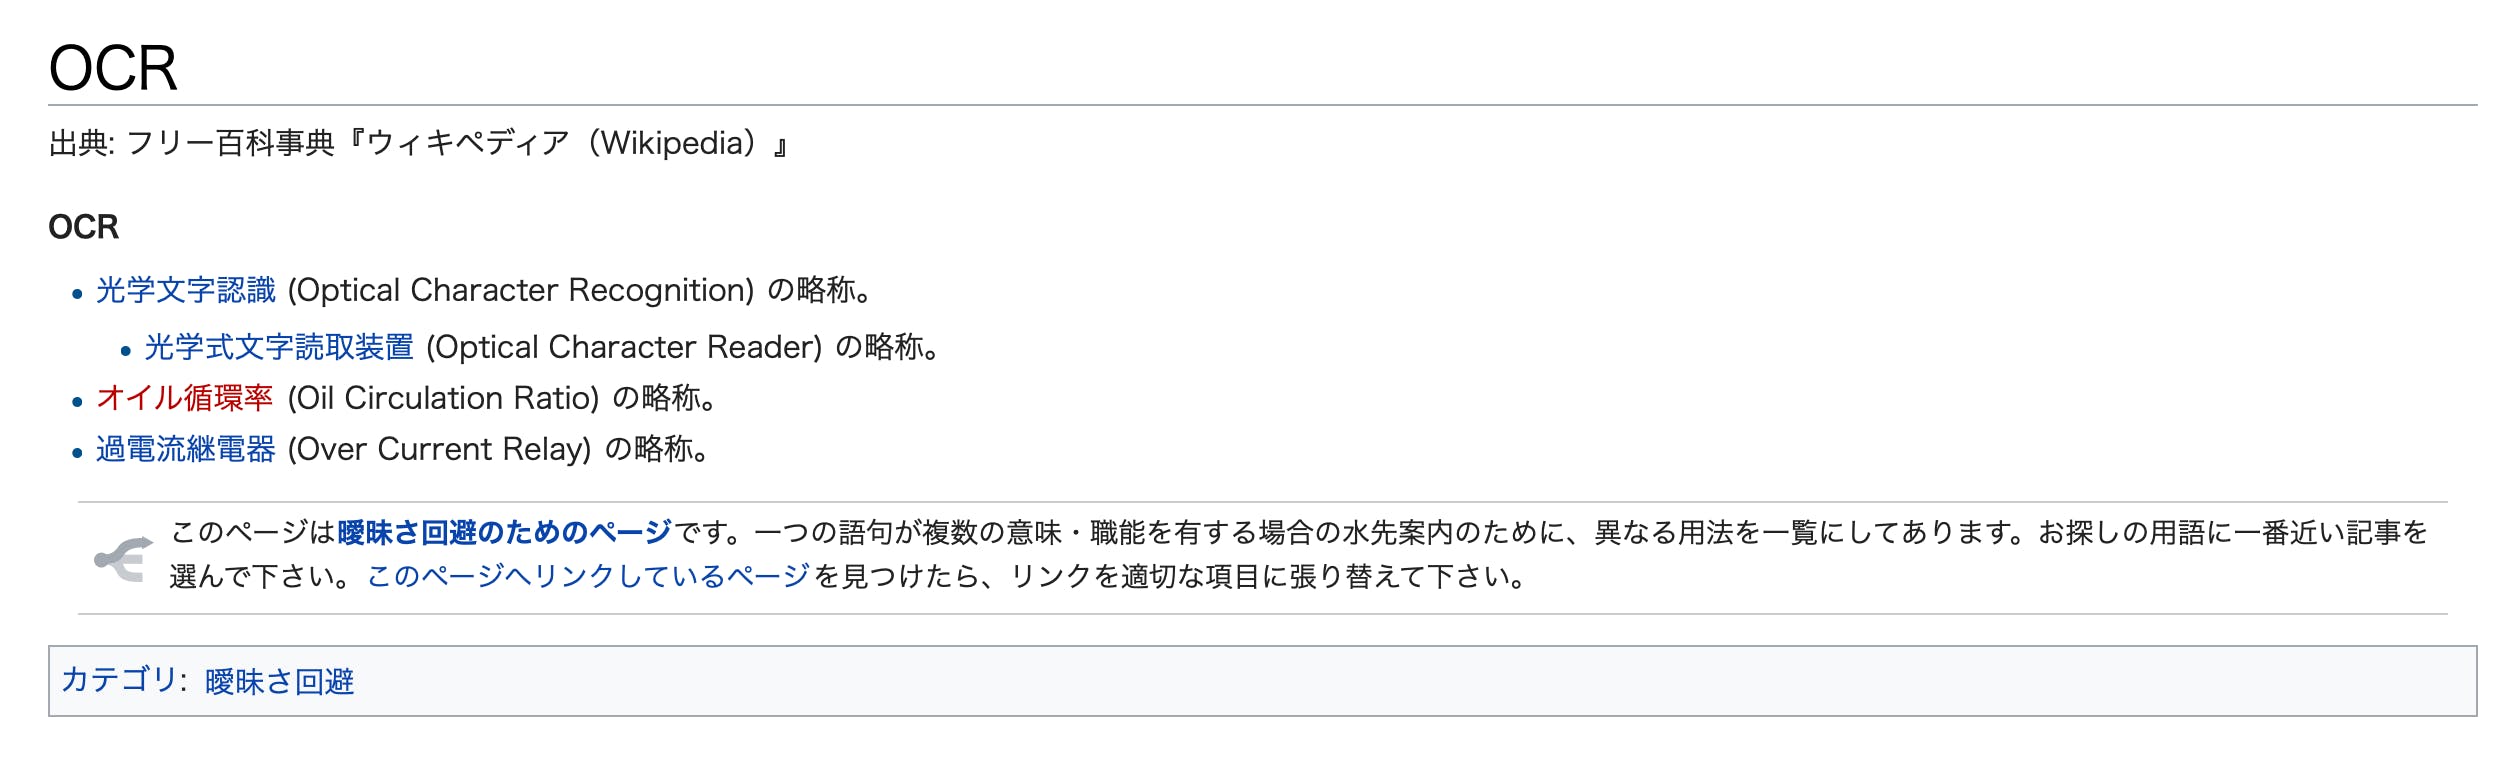 OCR
出典: フリー百科事典『ウィキペディア（Wikipedia）』
OCR
光学文字認識 (Optical Character Recognition) の略称。
光学式文字読取装置 (Optical Character Reader) の略称。
オイル循環率 (Oil Circulation Ratio) の略称。
過電流継電器 (Over Current Relay) の略称。
このページは曖昧さ回避のためのページです。一つの語句が複数の意味・職能を有する場合の水先案内のために、異なる用法を一覧にしてあります。お探しの用語に一番近い記事を
選んで下さい。このページへリンクしているページを見つけたら、リンクを適切な項目に張り替えて下さい。
カテゴリ: 曖昧さ回避